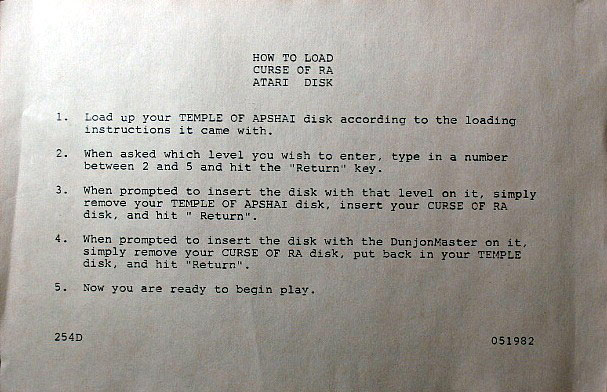 HOW TO LOAD
CURSE OF RA
ATARI DISK
1. Load up your TEMPLE OF APSHAI disk according to the loading
instructions it came with.
2. When asked which level you wish to enter, type in a number
between 2 and 5 and hit the "Return" key.
3. When prompted to insert the disk with that level on it, simply
remove your TEMPLE OF APSHAI disk, insert your CURSE OF RA
disk, and hit " Return".
4. When prompted to insert the disk with the DunjonMaster on it,
simply remove your CURSE OF RA disk, put back in your TEMPLE
disk, and hit "Return".
5. Now you are ready to begin play.
254D
051982